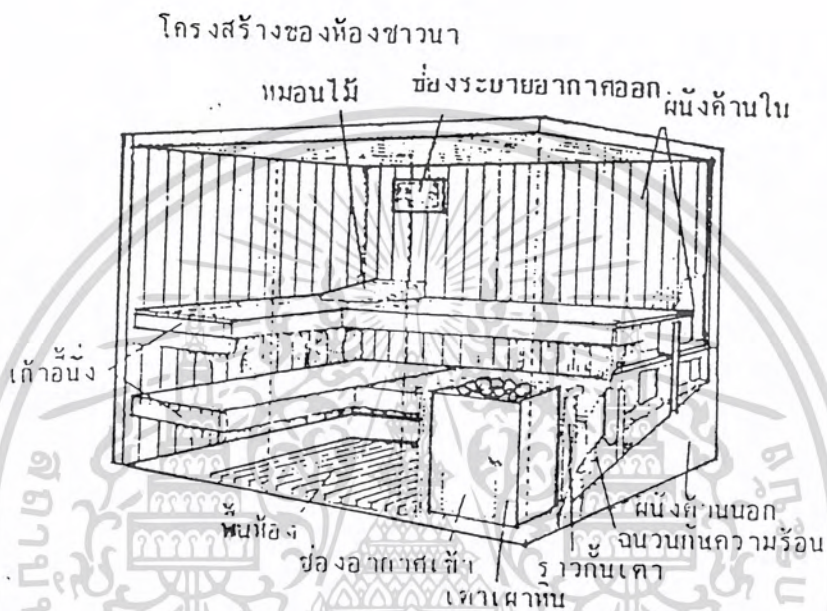 โครงสร้างของห้องซาวนา
หมอนไม้
ช่องระบายอากาศออก
ผนังด้านใน
เก้าอี้นั่ง
พื้นห้อง
ช่องอากาศเข้า
เตาเผาหิน
ราวกันเตา
ฉนวนกันความร้อน
ผนังด้านนอก